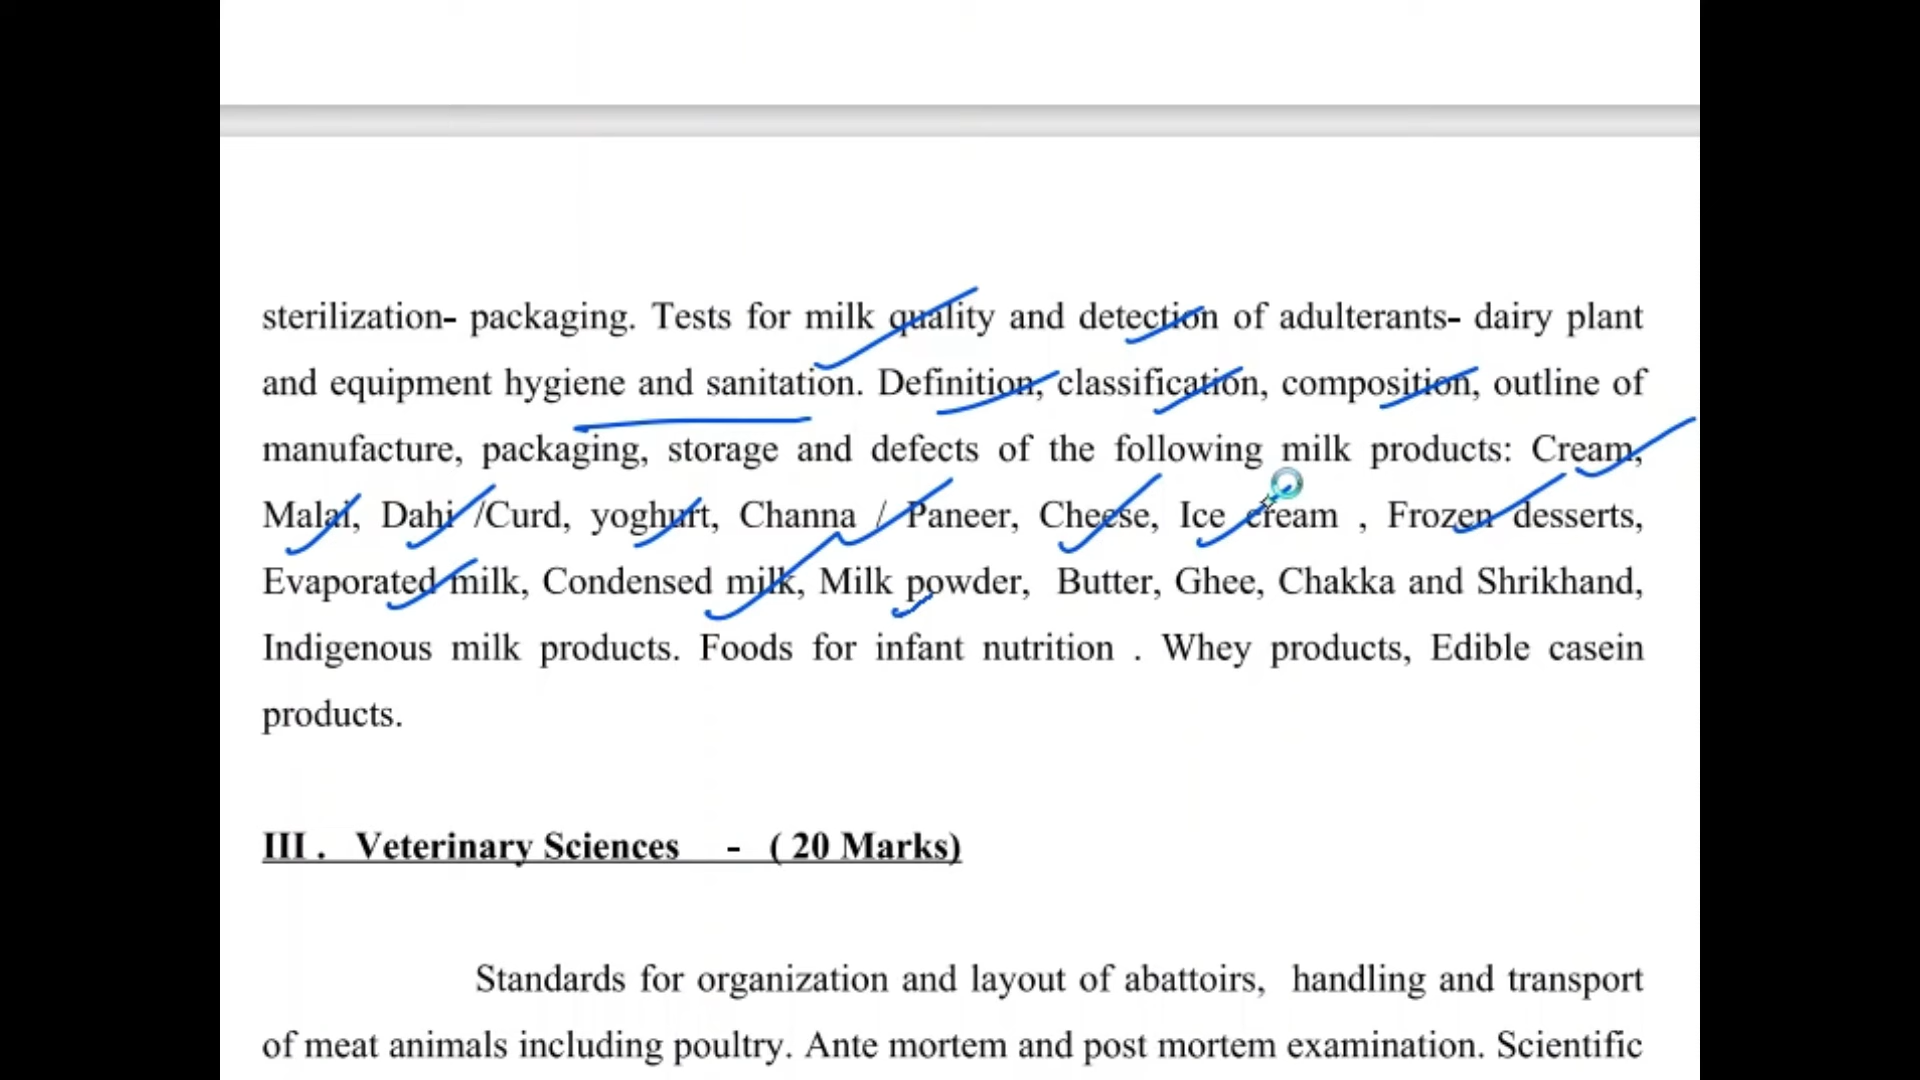 sterilization- packaging. Tests for milk quality and detection of adulterants- dairy plant
and equipment hygiene and sanitation. Definition, classification, composition, outline of
manufacture, packaging, storage and defects of the following milk products: Cream,
Malai, Dahi /Curd, yoghurt, Channa / Paneer, Cheese, Ice cream , Frozen desserts,
Evaporated milk, Condensed milk, Milk powder, Butter, Ghee, Chakka and Shrikhand,
Indigenous milk products. Foods for infant nutrition . Whey products, Edible casein
products.
III . Veterinary Sciences - ( 20 Marks)
Standards for organization and layout of abattoirs, handling and transport
of meat animals including poultry. Ante mortem and post mortem examination. Scientific